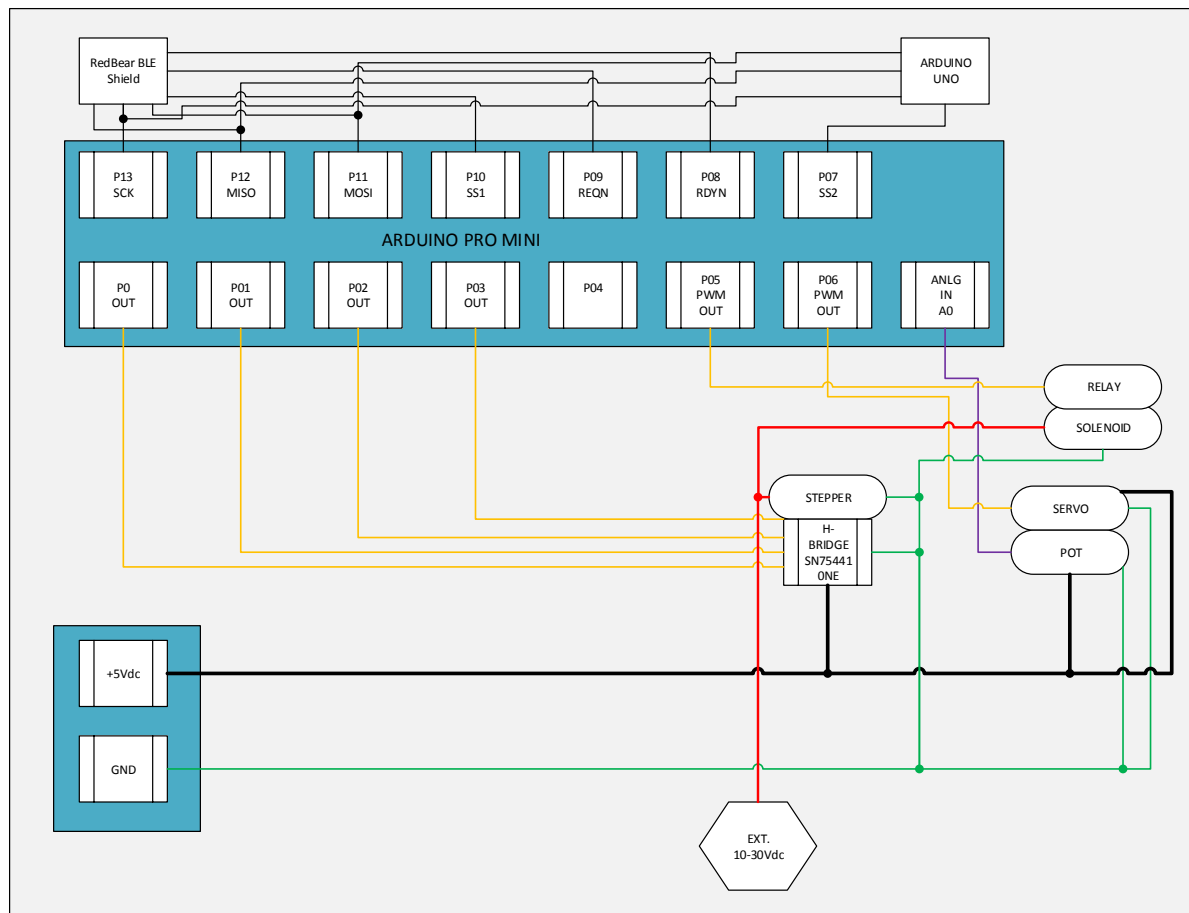 RedBear BLE
Shield
ARDUINO
UNO
P13
SCK
P12
MISO
P11
MOSI
P10
SS1
P09
REQN
P08
RDYN
P07
SS2
ARDUINO PRO MINI
P0
OUT
P01
OUT
P02
OUT
P03
OUT
P04
P05
PWM
OUT
P06
PWM
OUT
ANLG
IN
A0
RELAY
SOLENOID
STEPPER
H-
BRIDGE
SN75441
0NE
SERVO
POT
+5Vdc
GND
EXT.
10-30Vdc